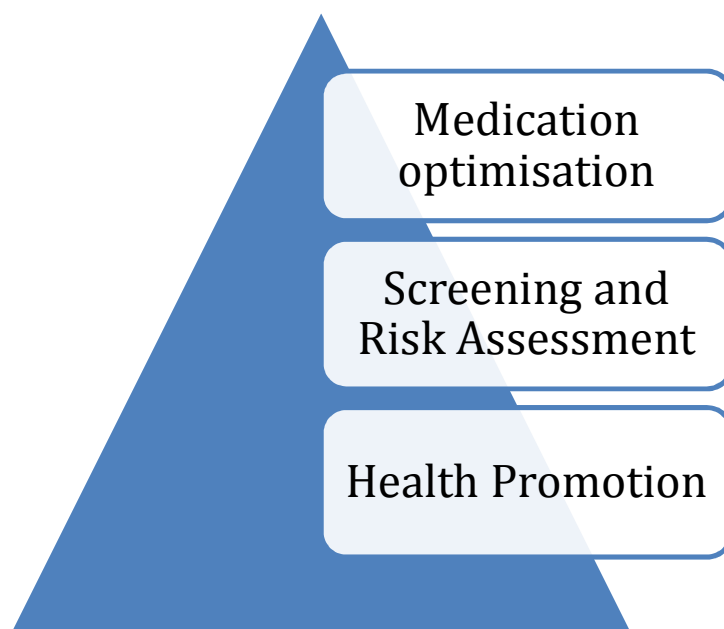 Medication
optimisation
Screening and
Risk Assessment
Health Promotion